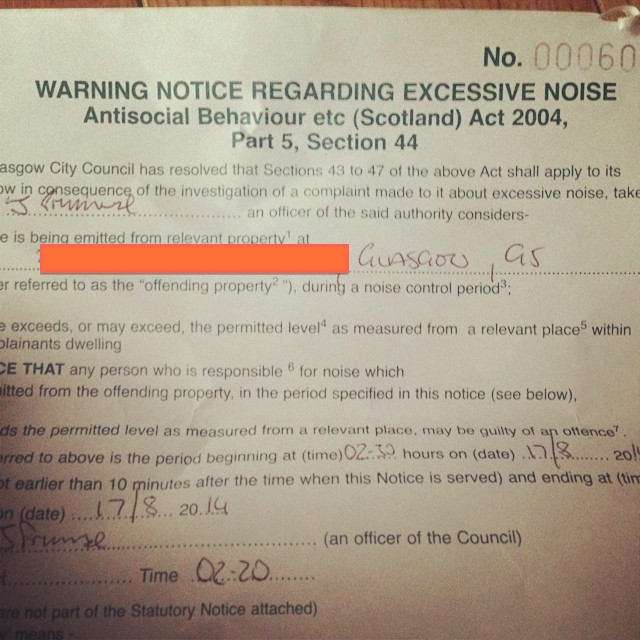 No. 00060
WARNING NOTICE REGARDING EXCESSIVE NOISE
Antisocial Behaviour etc (Scotland) Act 2004,
Part 5, Section 44
asgow City Council has resolved that Sections 43 to 47 of the above Act shall apply to its
ow in consequence of the investigation of a complaint made to it about excessive noise, take
J ............ an officer of the said authority considers-
e is being emitted from relevant property¹ at
GLASGOW, G5
er referred to as the "offending property² "), during a noise control period³;
e exceeds, or may exceed, the permitted level⁴ as measured from a relevant place⁵ within
plainants dwelling
CE THAT any person who is responsible ⁶ for noise which
itted from the offending property, in the period specified in this notice (see below),
ds the permitted level as measured from a relevant place, may be guilty of an offence⁷.
rred to above is the period beginning at (time) 02-30 hours on (date) 17/8 201
ot earlier than 10 minutes after the time when this Notice is served) and ending at (tim
on (date) 17/8 2014
J ............ (an officer of the Council)
Time 02-20
are not part of the Statutory Notice attached)
means -